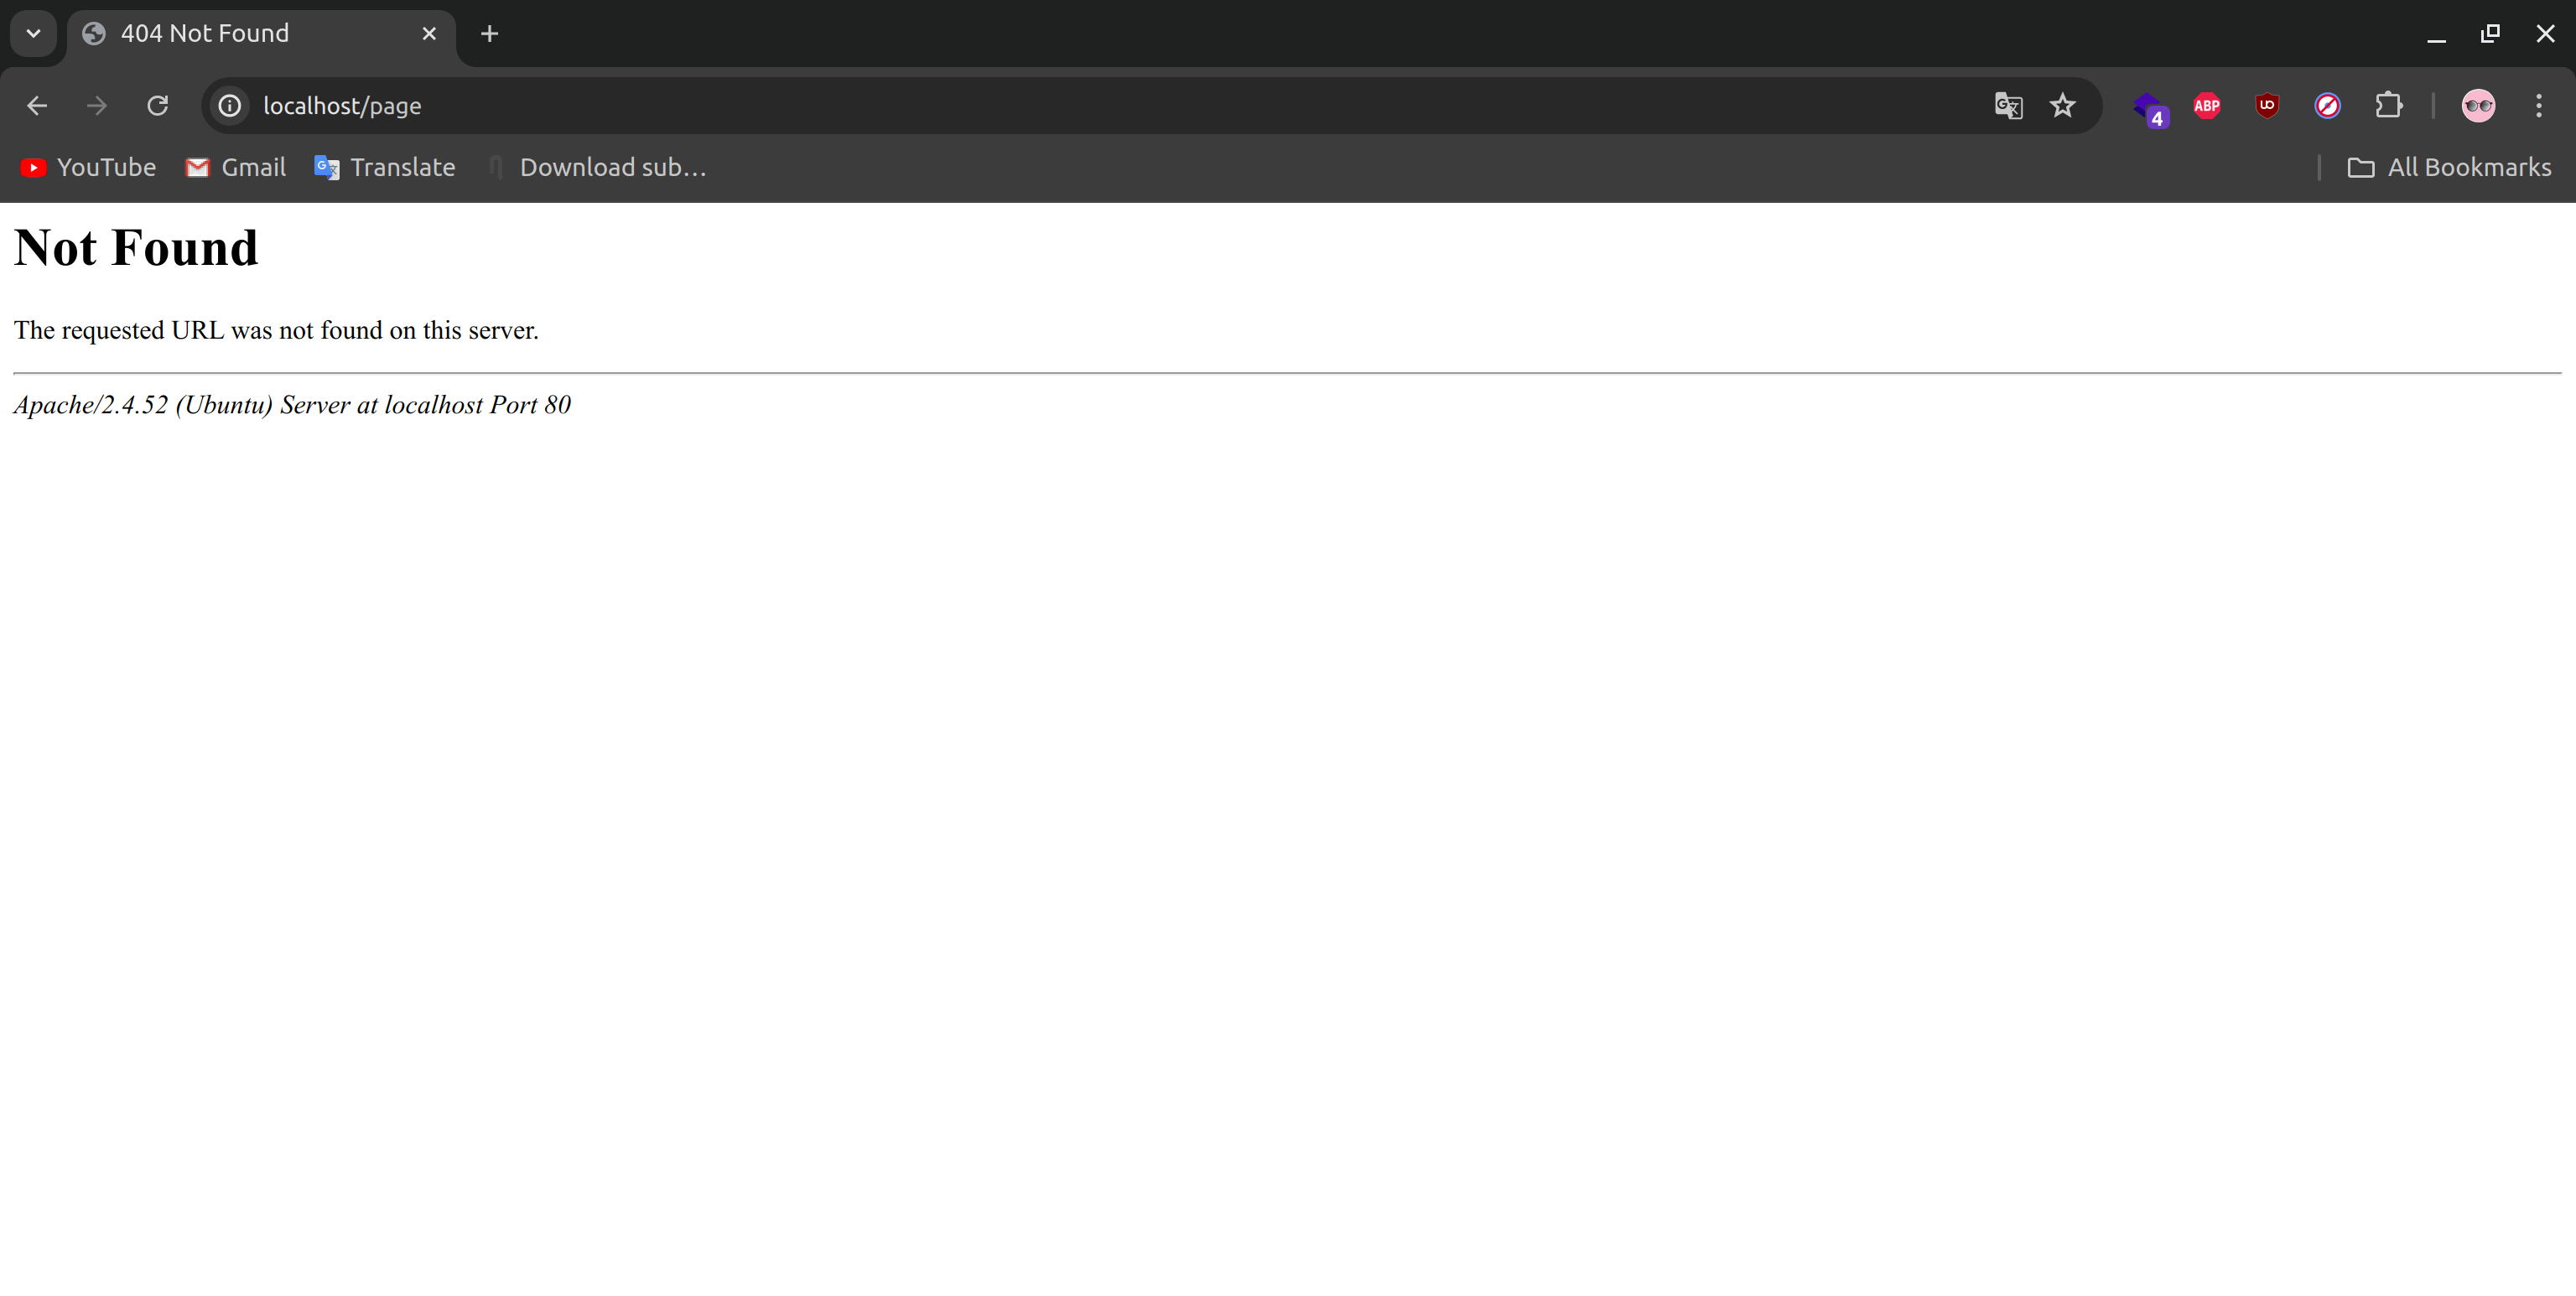 404 Not Found
localhost/page
4
ABP
YouTube
Gmail
Translate
Download sub...
All Bookmarks
Not Found
The requested URL was not found on this server.
Apache/2.4.52 (Ubuntu) Server at localhost Port 80